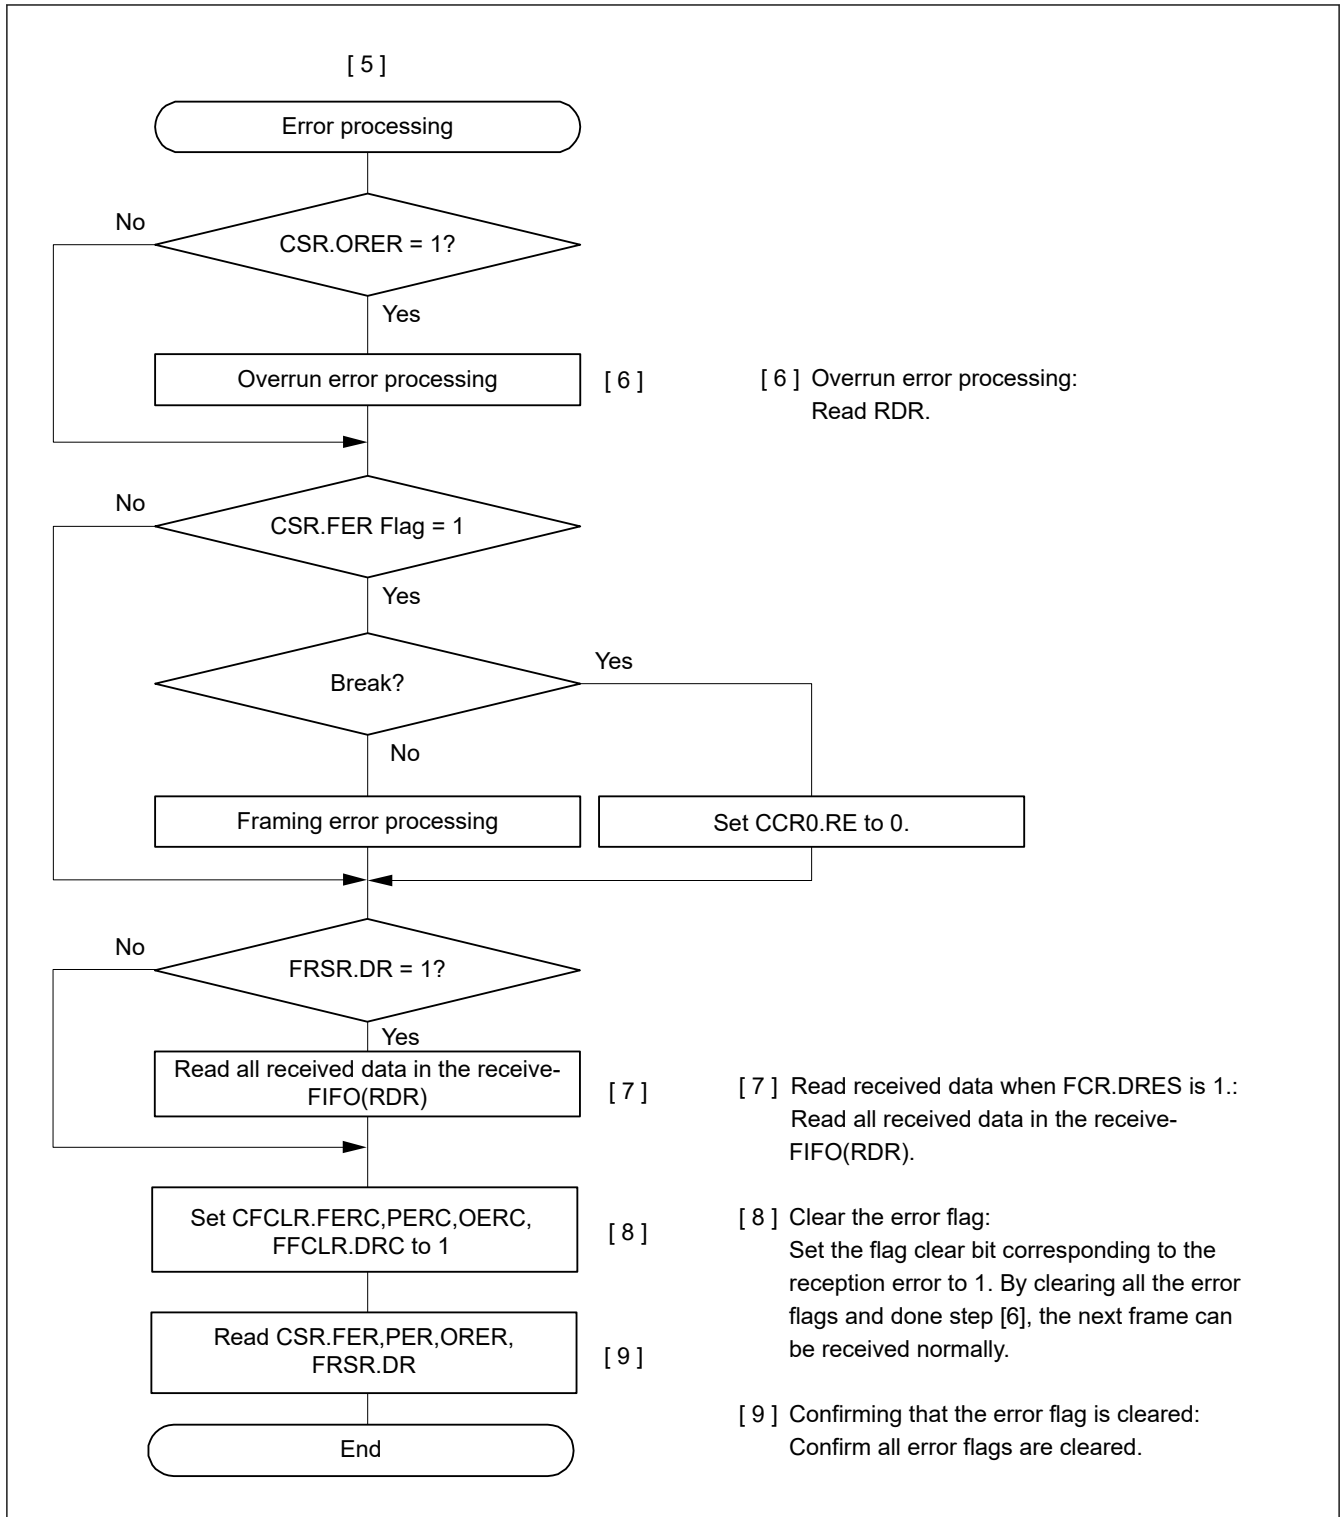 [ 5 ]
Error processing
No
CSR.ORER = 1?
Yes
Overrun error processing
[ 6 ]
[ 6 ] Overrun error processing:
Read RDR.
No
CSR.FER Flag = 1
Yes
Break?
Yes
No
Framing error processing
Set CCR0.RE to 0.
No
FRSR.DR = 1?
Yes
Read all received data in the receive-
FIFO(RDR)
[ 7 ]
[ 7 ] Read received data when FCR.DRES is 1.:
Read all received data in the receive-
FIFO(RDR).
Set CFCLR.FERC,PERC,OERC,
FFCLR.DRC to 1
[ 8 ]
[ 8 ] Clear the error flag:
Set the flag clear bit corresponding to the
reception error to 1. By clearing all the error
flags and done step [6], the next frame can
be received normally.
Read CSR.FER,PER,ORER,
FRSR.DR
[ 9 ]
[ 9 ] Confirming that the error flag is cleared:
Confirm all error flags are cleared.
End